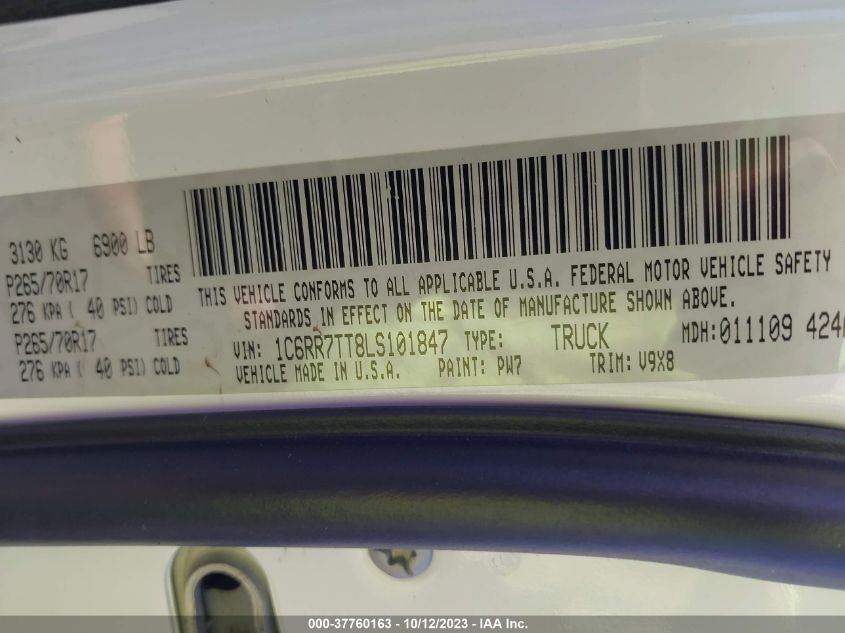 3130 KG 6900 LB
P265/70R17 TIRES
276 KPA ( 40 PSI) COLD
P265/70R17 TIRES
276 KPA ( 40 PSI) COLD
THIS VEHICLE CONFORMS TO ALL APPLICABLE U.S.A. FEDERAL MOTOR VEHICLE SAFETY
STANDARDS IN EFFECT ON THE DATE OF MANUFACTURE SHOWN ABOVE.
VIN: 1C6RR7TT8LS101847 TYPE: TRUCK MDH:011109 424
VEHICLE MADE IN U.S.A. PAINT: PW7 TRIM: V9X8
000-37760163 - 10/12/2023 - IAA Inc.